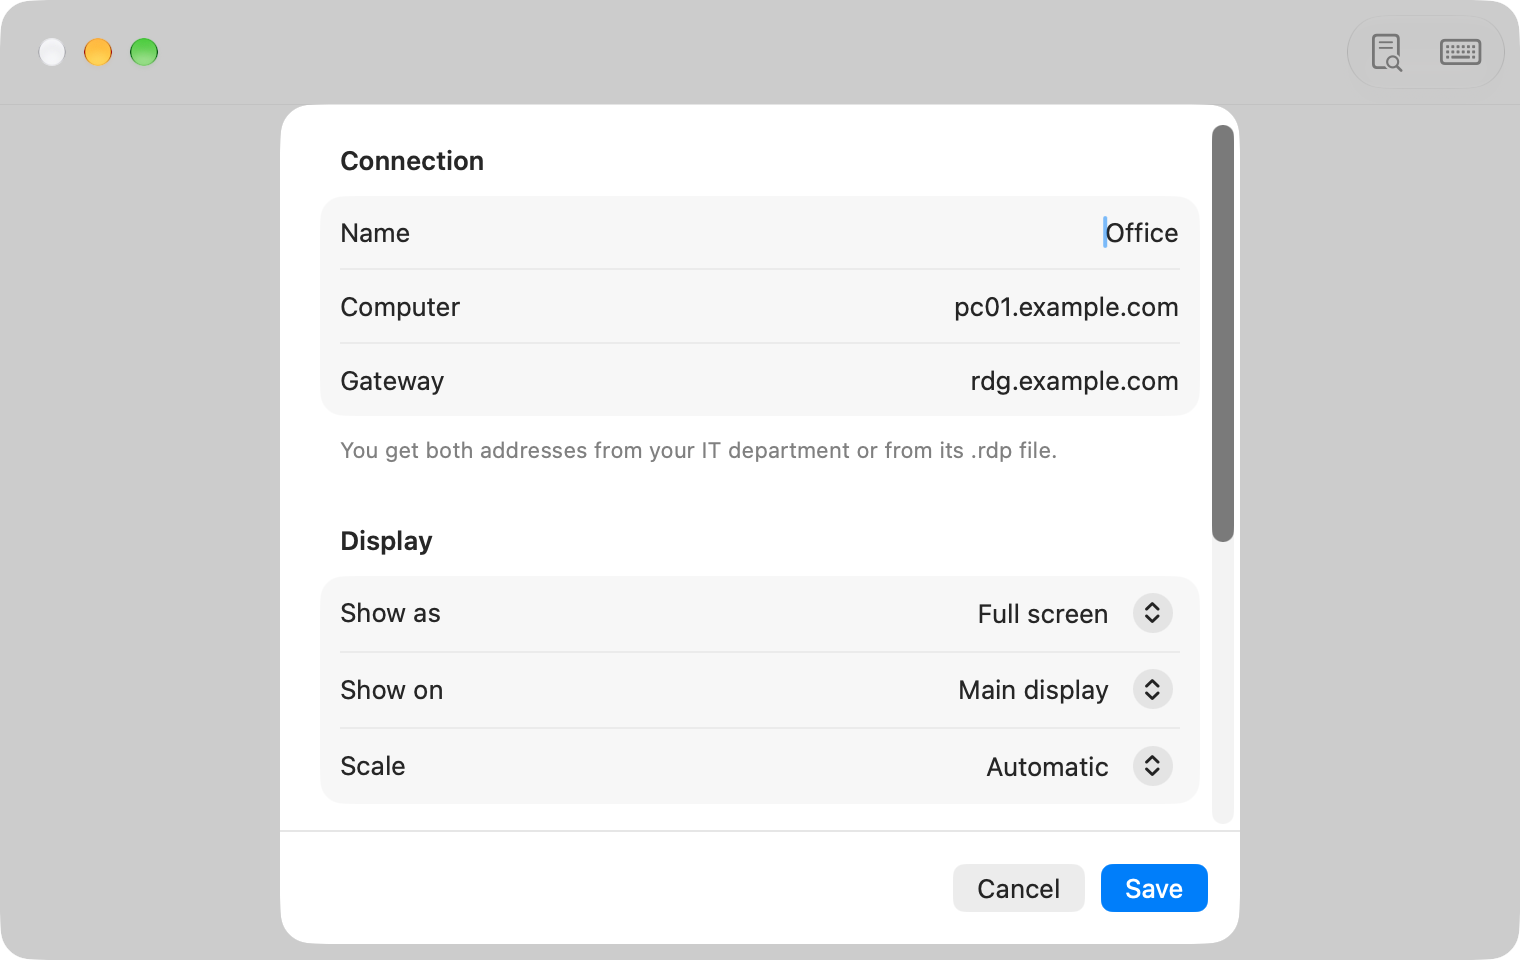 Connection
Name Office
Computer pc01.example.com
Gateway rdg.example.com
You get both addresses from your IT department or from its .rdp file.
Display
Show as Full screen
Show on Main display
Scale Automatic
Cancel Save